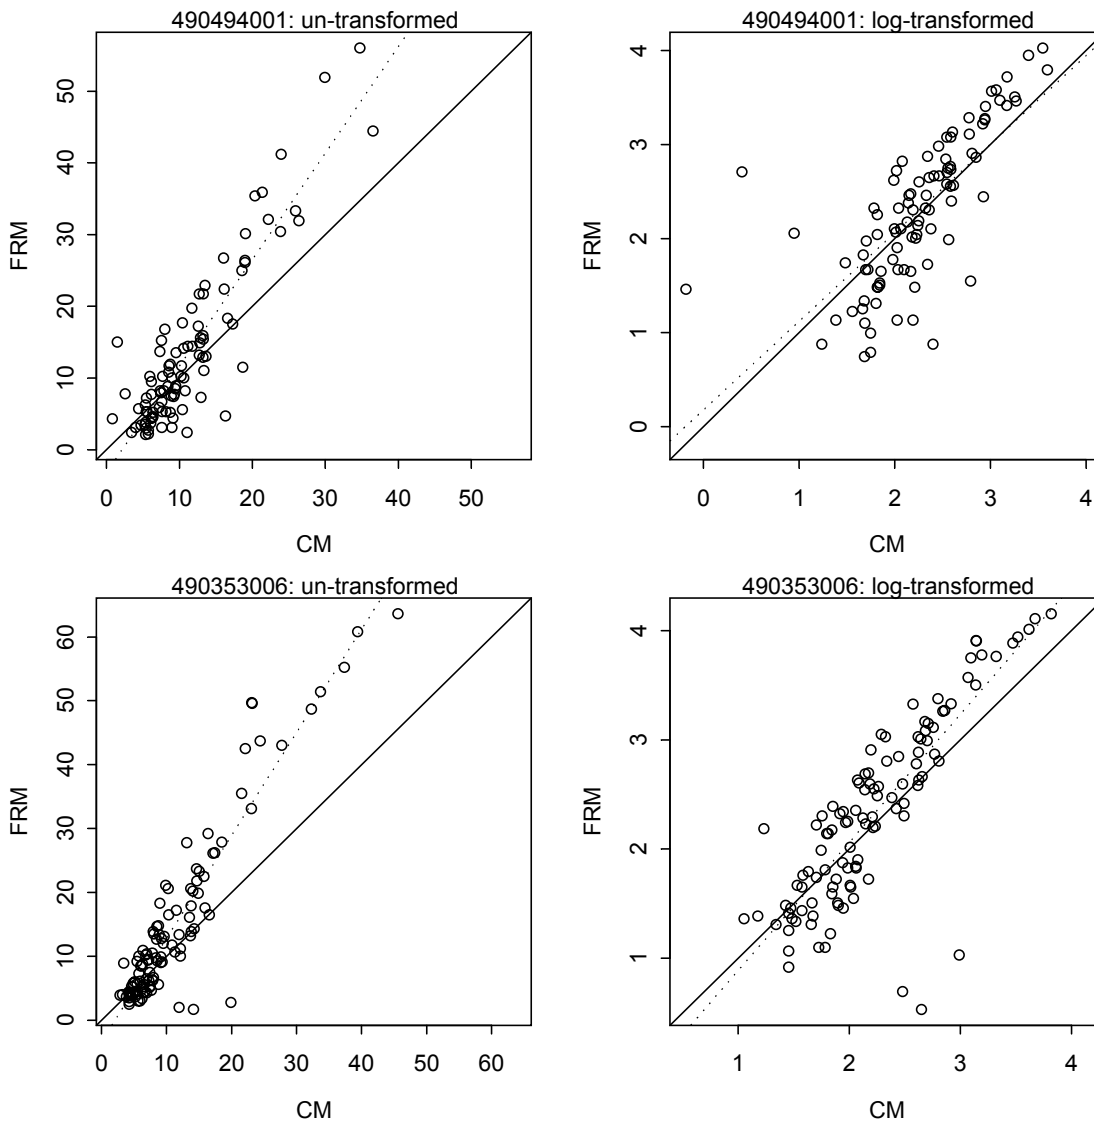 490494001: un-transformed
50
40
30
20
10
0
FRM
0 10 20 30 40 50
CM
490494001: log-transformed
4
3
2
1
0
FRM
0 1 2 3 4
CM
490353006: un-transformed
60
50
40
30
20
10
0
FRM
0 10 20 30 40 50 60
CM
490353006: log-transformed
4
3
2
1
FRM
1 2 3 4
CM